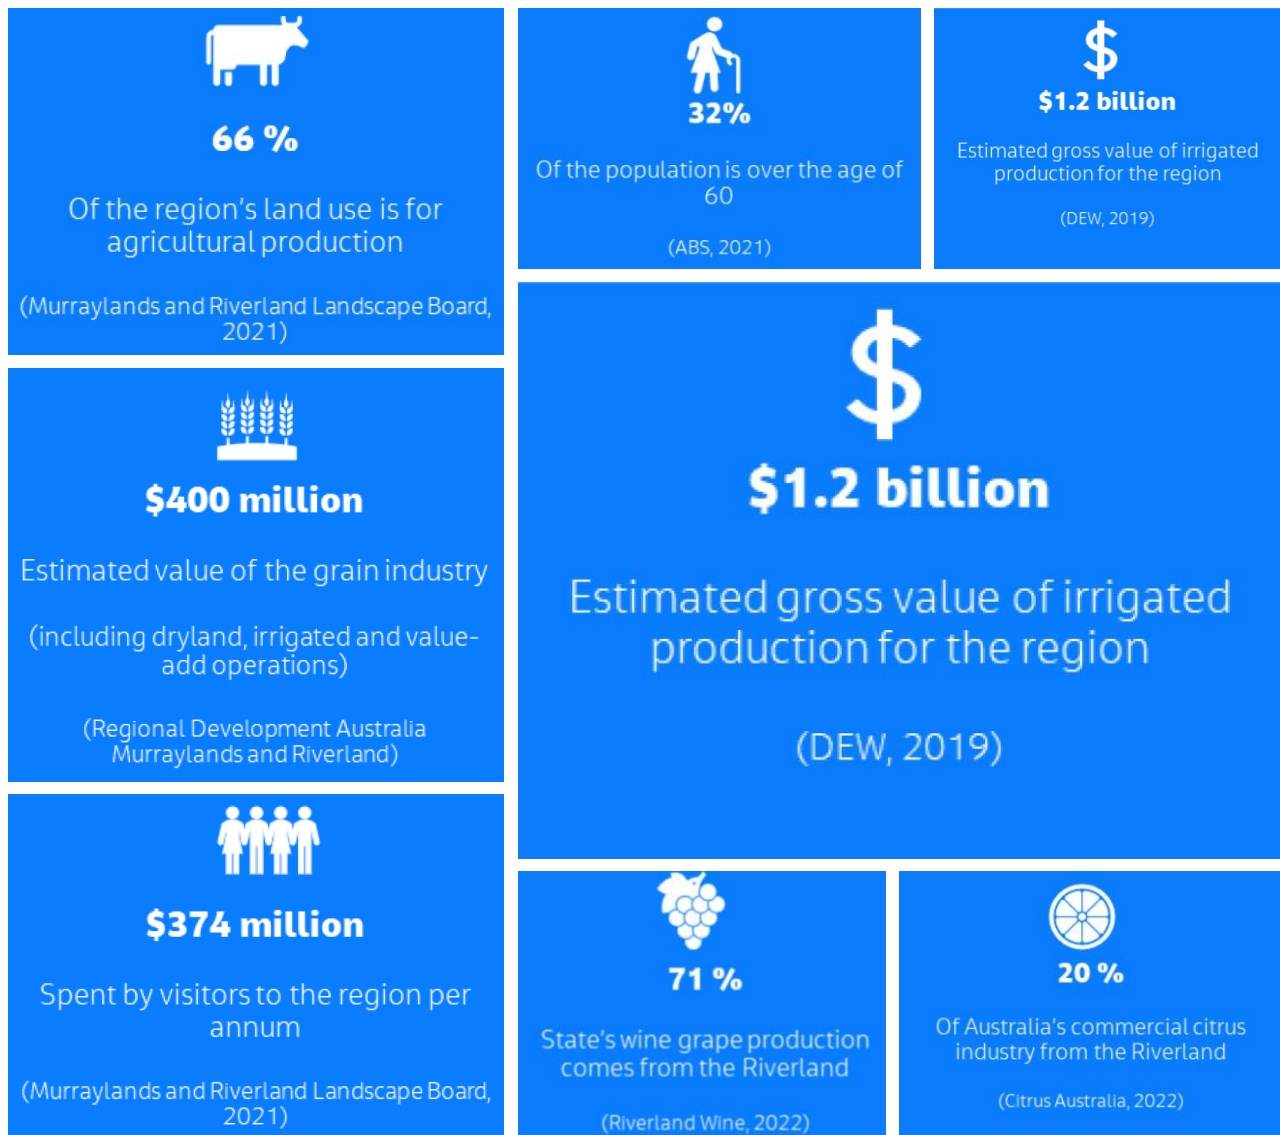 66 %
Of the region's land use is for
agricultural production
(Murraylands and Riverland Landscape Board,
2021)
32%
Of the population is over the age of
60
(ABS, 2021)
$1.2 billion
Estimated gross value of irrigated
production for the region
(DEW, 2019)
$400 million
Estimated value of the grain industry
(including dryland, irrigated and value-
add operations)
(Regional Development Australia
Murraylands and Riverland)
$1.2 billion
Estimated gross value of irrigated
production for the region
(DEW, 2019)
$374 million
Spent by visitors to the region per
annum
(Murraylands and Riverland Landscape Board,
2021)
71 %
State's wine grape production
comes from the Riverland
(Riverland Wine, 2022)
20 %
Of Australia's commercial citrus
industry from the Riverland
(Citrus Australia, 2022)